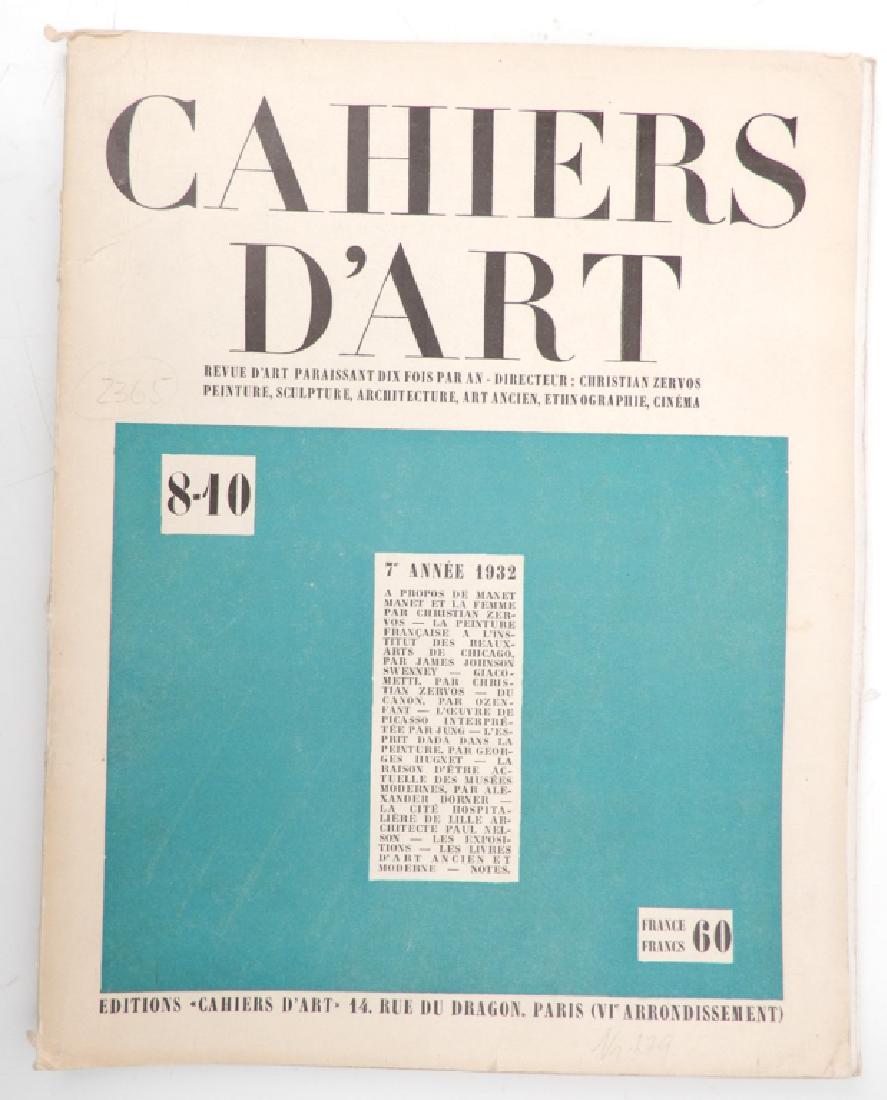 CAHIERS
D'ART
REVUE D'ART PARAISSANT DIX FOIS PAR AN - DIRECTEUR : CHRISTIAN ZERVOS
PEINTURE, SCULPTURE, ARCHITECTURE, ART ANCIEN, ETHNOGRAPHIE, CINÉMA
2365
8-10
7e ANNÉE 1932
A PROPOS DE MANET
MANET ET LA FEMME
PAR CHRISTIAN ZER-
VOS — LA PEINTURE
FRANÇAISE A L'INS-
TITUT DES BEAUX-
ARTS DE CHICAGO,
PAR JAMES JOHNSON
SWENNEY — GIACO-
METTI, PAR CHRIS-
TIAN ZERVOS — DU
CANON, PAR OZEN-
FANT — L'ŒUVRE DE
PICASSO INTERPRÉ-
TÉE PAR JUNG — L'ES-
PRIT DADA DANS LA
PEINTURE, PAR GEOR-
GES HUGNET — LA
RAISON D'ÊTRE AC-
TUELLE DES MUSÉES
MODERNES, PAR ALE-
XANDER DORNER —
LA CITÉ HOSPITA-
LIÈRE DE LILLE AR-
CHITECTE PAUL NEL-
SON — LES EXPOSI-
TIONS — LES LIVRES
D'ART ANCIEN ET
MODERNE — NOTES.
FRANCE
FRANCS 60
EDITIONS «CAHIERS D'ART» 14, RUE DU DRAGON. PARIS (VIe ARRONDISSEMENT)